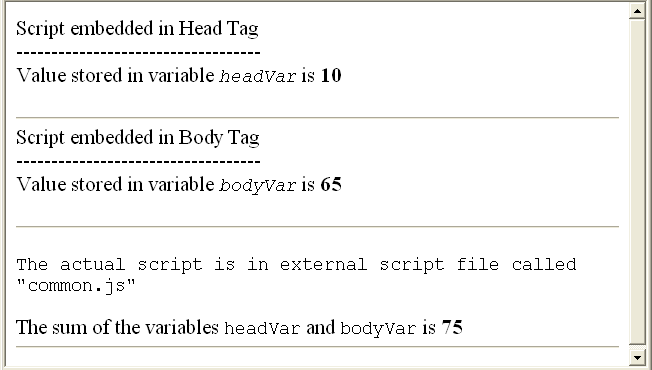 Script embedded in Head Tag
-----------------------------------
Value stored in variable headVar is 10
Script embedded in Body Tag
-----------------------------------
Value stored in variable bodyVar is 65
The actual script is in external script file called
"common.js"
The sum of the variables headVar and bodyVar is 75